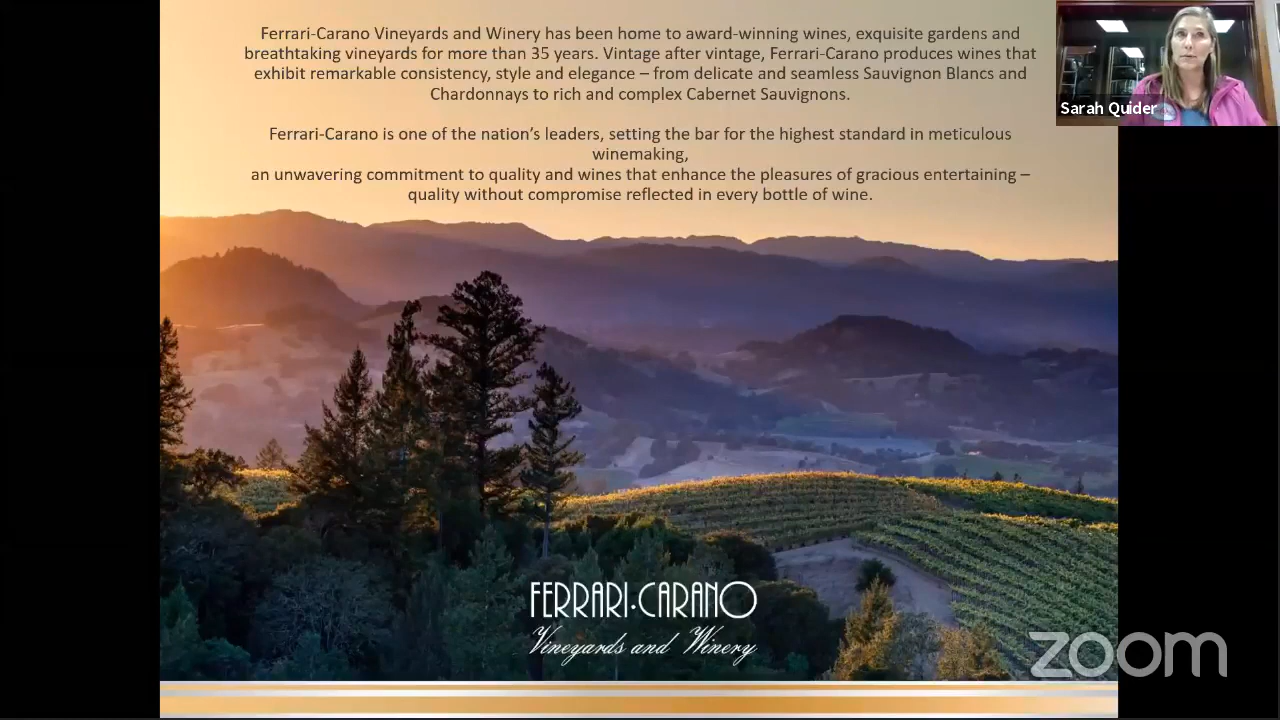 Ferrari-Carano Vineyards and Winery has been home to award-winning wines, exquisite gardens and
breathtaking vineyards for more than 35 years. Vintage after vintage, Ferrari-Carano produces wines that
exhibit remarkable consistency, style and elegance – from delicate and seamless Sauvignon Blancs and
Chardonnays to rich and complex Cabernet Sauvignons.
Ferrari-Carano is one of the nation's leaders, setting the bar for the highest standard in meticulous
winemaking,
an unwavering commitment to quality and wines that enhance the pleasures of gracious entertaining –
quality without compromise reflected in every bottle of wine.
Sarah Quider
FERRARI·CARANO
Vineyards and Winery
zoom